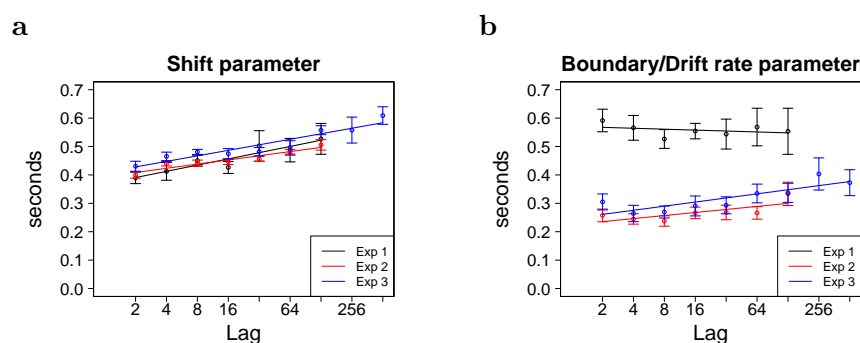 a
Shift parameter
seconds
0.7
0.6
0.5
0.4
0.3
0.2
0.1
0.0
2 4 8 16 64 256
Lag
Exp 1
Exp 2
Exp 3
b
Boundary/Drift rate parameter
seconds
0.7
0.6
0.5
0.4
0.3
0.2
0.1
0.0
2 4 8 16 64 256
Lag
Exp 1
Exp 2
Exp 3